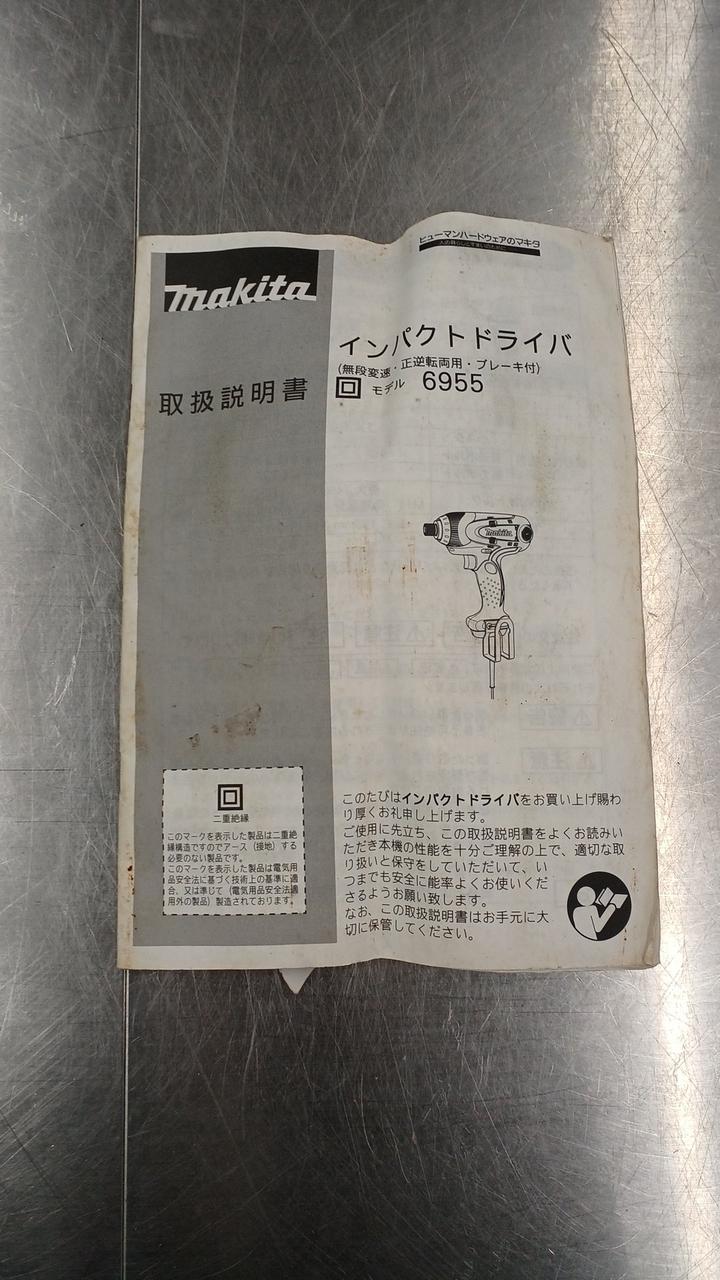 ヒューマンハードウェアのマキタ
makita
インパクトドライバ
(無段変速・正逆転両用・ブレーキ付)
モデル 6955
取扱説明書
makita
二重絶縁
このマークを表示した製品は二重絶
縁構造ですのでアース（接地）する
必要のない製品です。
このマークを表示した製品は電気用
品安全法に基づく技術上の基準に適
合、又は準じて（電気用品安全法適
用外の製品）製造されております。
このたびはインパクトドライバをお買い上げ賜わ
り厚くお礼申し上げます。
ご使用に先立ち、この取扱説明書をよくお読みい
ただき本機の性能を十分ご理解の上で、適切な取
り扱いと保守をしていただいて、い
つまでも安全に能率よくお使いくだ
さるようお願い致します。
なお、この取扱説明書はお手元に大
切に保管してください。